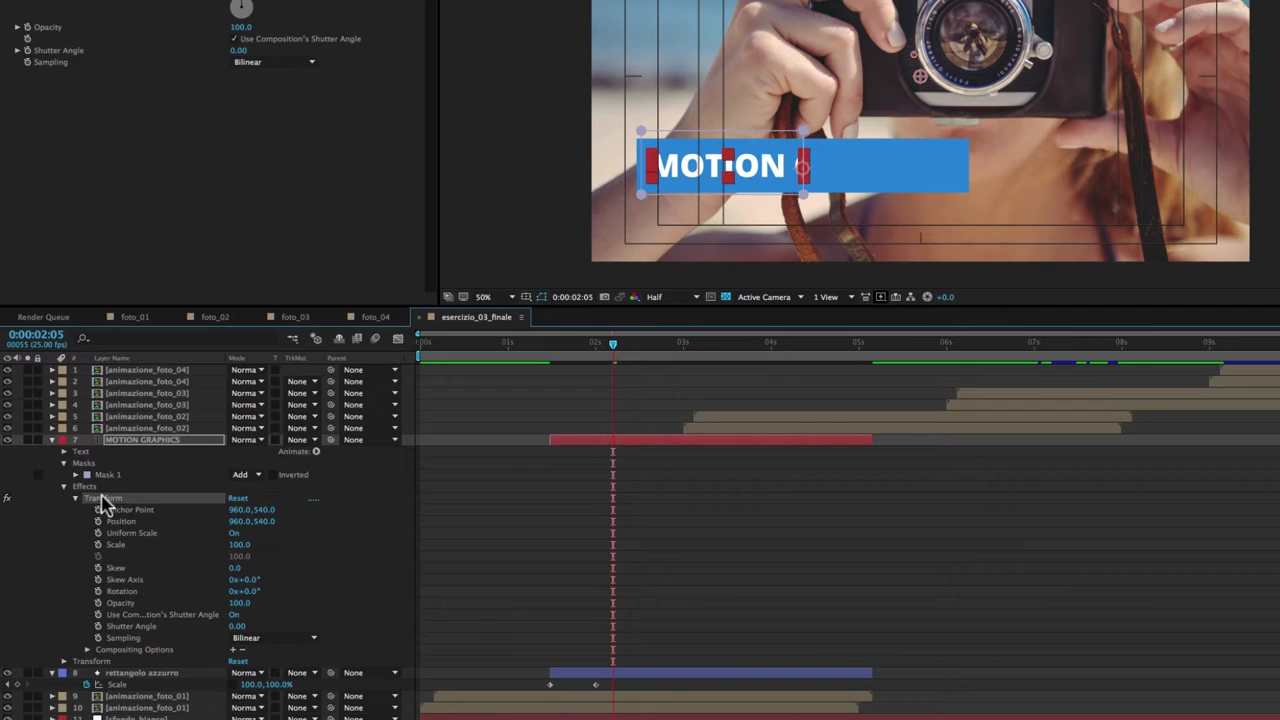 Opacity 100.0
✓ Use Composition's Shutter Angle
Shutter Angle 0.00
Sampling Bilinear
MOTION
50% 0:00:02:05 Half Active Camera 1 View +0.0
Render Queue foto_01 foto_02 foto_03 foto_04 × esercizio_03_finale
0:00:02:05
00055 (25.00 fps)
:00s 01s 02s 03s 04s 05s 06s 07s 08s 09s
# Layer Name Mode T TrkMat Parent
1 [animazione_foto_04] Norma None
2 [animazione_foto_04] Norma None None
3 [animazione_foto_03] Norma None None
4 [animazione_foto_03] Norma None None
5 [animazione_foto_02] Norma None None
6 [animazione_foto_02] Norma None None
7 MOTION GRAPHICS Norma None None
Text Animate:
Masks
Mask 1 Add Inverted
Effects
fx Transform Reset .....
Anchor Point 960.0,540.0
Position 960.0,540.0
Uniform Scale On
Scale 100.0
100.0
Skew 0.0
Skew Axis 0x+0.0°
Rotation 0x+0.0°
Opacity 100.0
Use Com...tion's Shutter Angle On
Shutter Angle 0.00
Sampling Bilinear
Compositing Options + –
Transform Reset
8 rettangolo azzurro Norma None None
Scale 100.0,100.0%
9 [animazione_foto_01] Norma None None
10 [animazione_foto_01] Norma None None
11 [sfondo_bianco] Norma None None